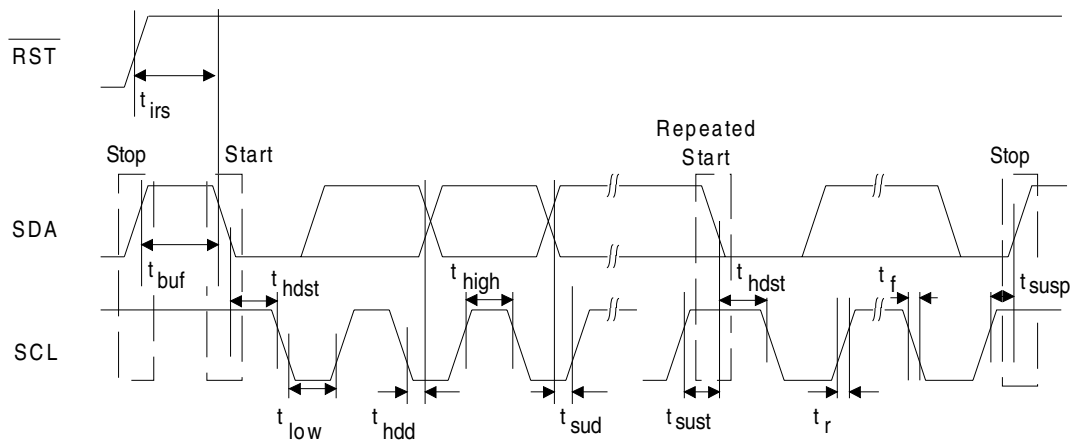 RST
t irs
Repeated
Stop Start Start Stop
SDA
t buf t hdst t high t hdst t f t susp
SCL
t low t hdd t sud t sust t r